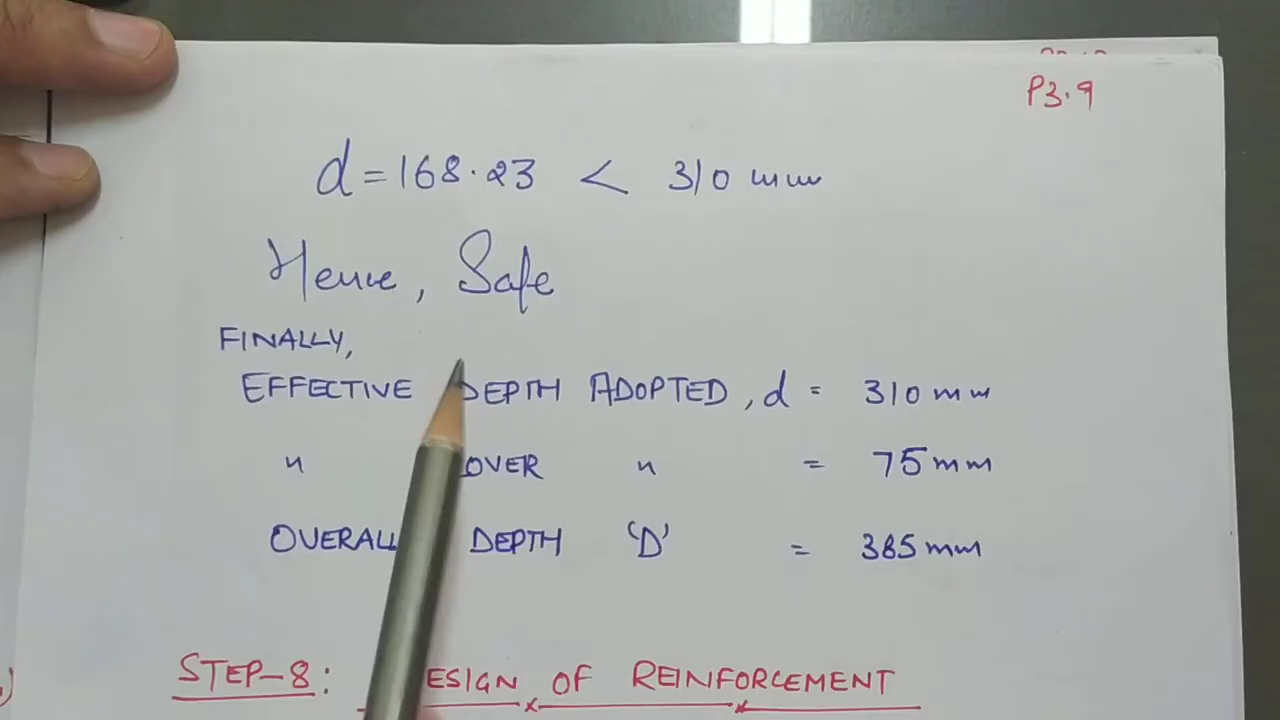 P3.9
d = 168.23 < 310 mm
Hence, Safe
FINALLY,
EFFECTIVE DEPTH ADOPTED, d = 310 mm
" OVER " = 75 mm
OVERALL DEPTH 'D' = 385 mm
STEP-8: ESIGN OF REINFORCEMENT